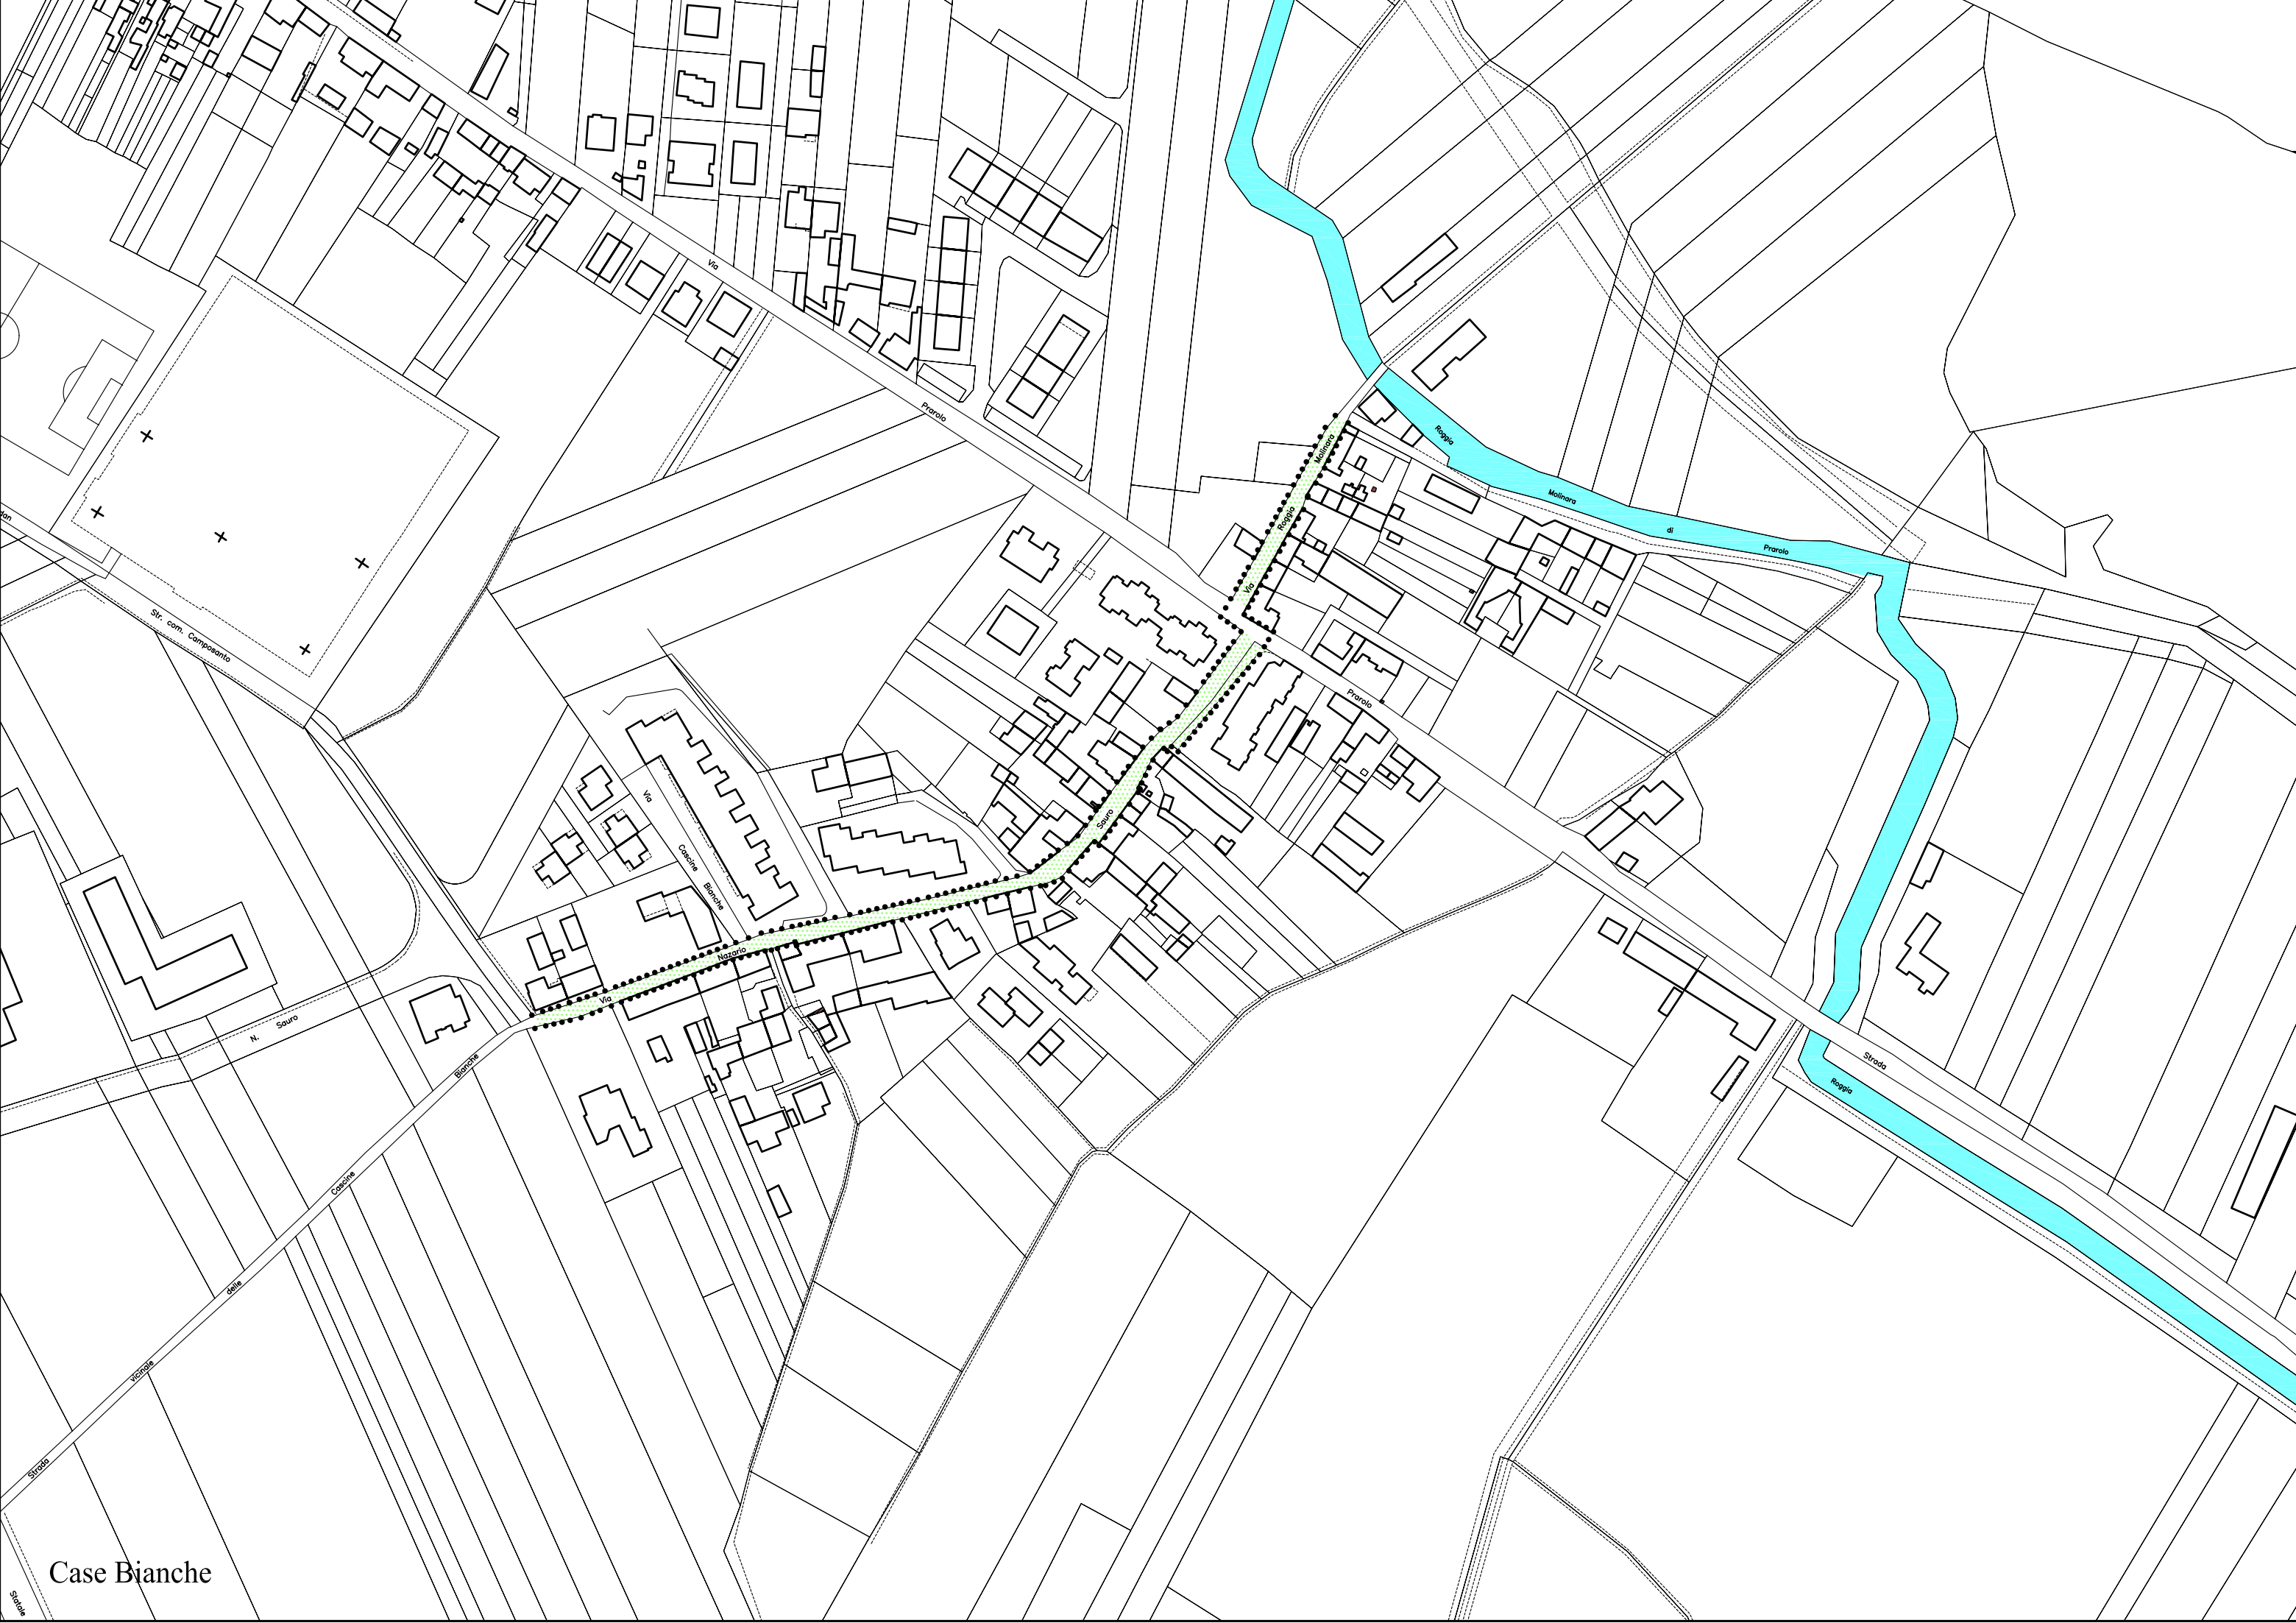 Via
Prarolo
Molinara
Roggia
Via
Roggia
Molinara
di
Prarolo
Str. com. Camposanto
Prarolo
Via
Cascine
Bianche
Sauro
Nazario
Via
N. Sauro
Bianche
Cascine
delle
vicinale
Strada
Strada
Roggia
Case Bianche
Statale